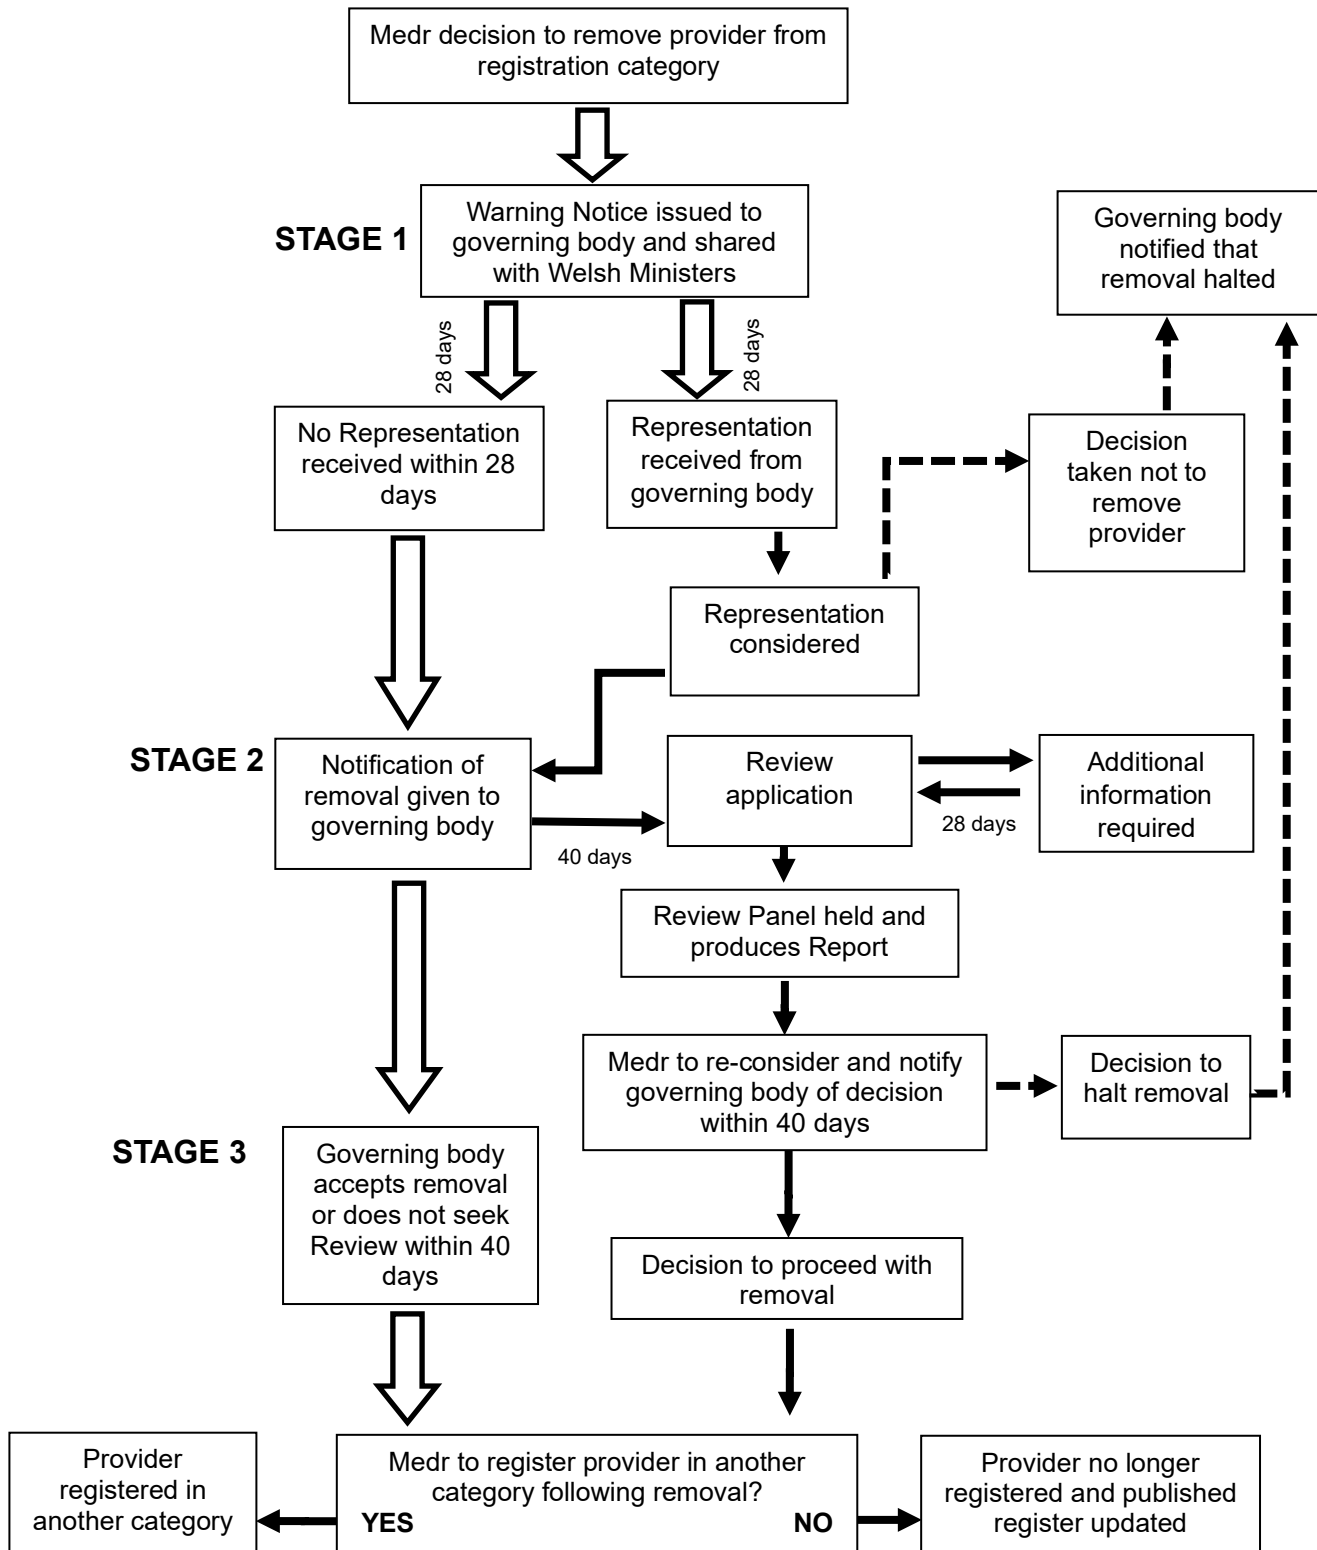 Medr decision to remove provider from
registration category
STAGE 1
Warning Notice issued to
governing body and shared
with Welsh Ministers
Governing body
notified that
removal halted
28 days
28 days
No Representation
received within 28
days
Representation
received from
governing body
Decision
taken not to
remove
provider
Representation
considered
STAGE 2
Notification of
removal given to
governing body
40 days
Review
application
28 days
Additional
information
required
Review Panel held and
produces Report
Medr to re-consider and notify
governing body of decision
within 40 days
Decision to
halt removal
STAGE 3
Governing body
accepts removal
or does not seek
Review within 40
days
Decision to proceed with
removal
Provider
registered in
another category
Medr to register provider in another
category following removal?
YES NO
Provider no longer
registered and published
register updated